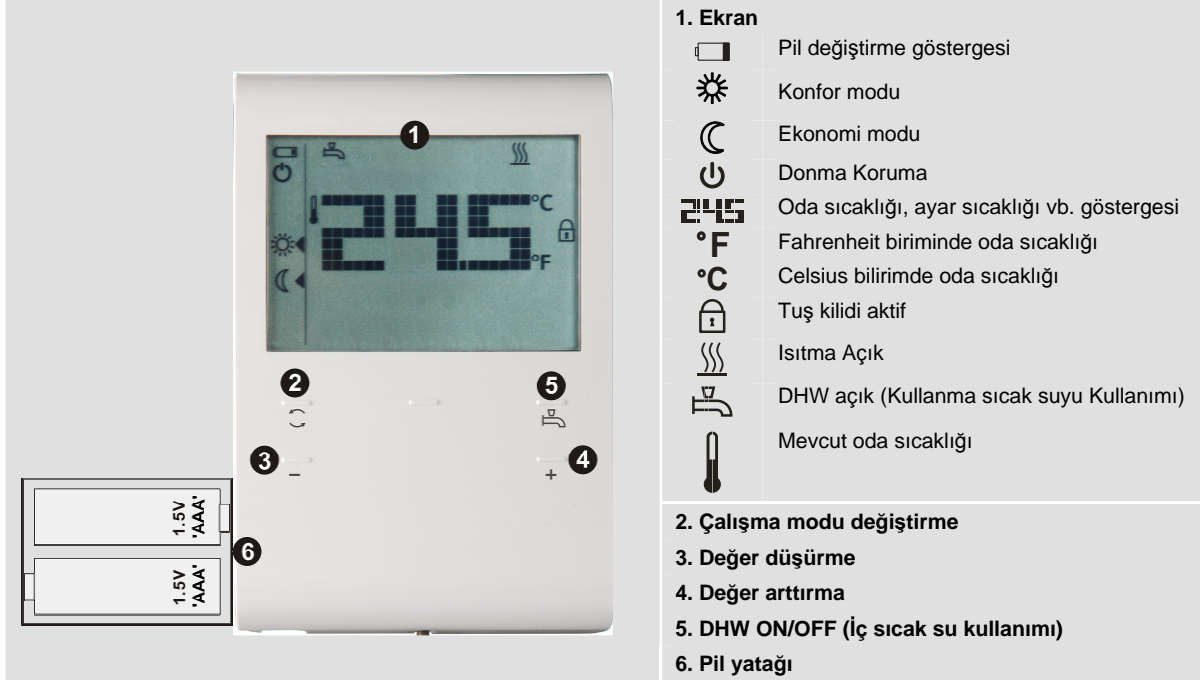 1
24.5
°C
°F
2
5
3
−
4
+
1.5V
'AAA'
1.5V
'AAA'
6
1. Ekran
Pil değiştirme göstergesi
Konfor modu
Ekonomi modu
Donma Koruma
24.5 Oda sıcaklığı, ayar sıcaklığı vb. göstergesi
°F Fahrenheit biriminde oda sıcaklığı
°C Celsius bilirimde oda sıcaklığı
Tuş kilidi aktif
Isıtma Açık
DHW açık (Kullanma sıcak suyu Kullanımı)
Mevcut oda sıcaklığı
2. Çalışma modu değiştirme
3. Değer düşürme
4. Değer arttırma
5. DHW ON/OFF (İç sıcak su kullanımı)
6. Pil yatağı